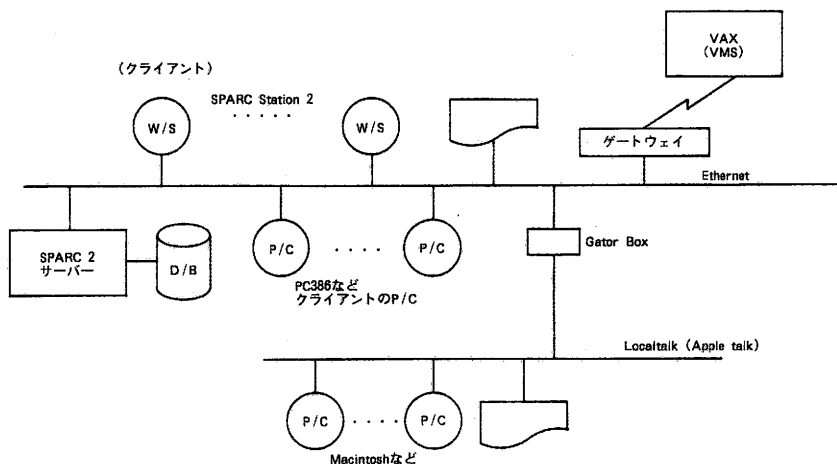 VAX
(VMS)
(クライアント)
SPARC Station 2
・・・・・
W/S
W/S
ゲートウェイ
Ethernet
SPARC 2
サーバー
D/B
P/C
・・・・
P/C
Gator Box
PC386など
クライアントのP/C
Localtalk (Apple talk)
P/C
・・・・
P/C
Macintoshなど